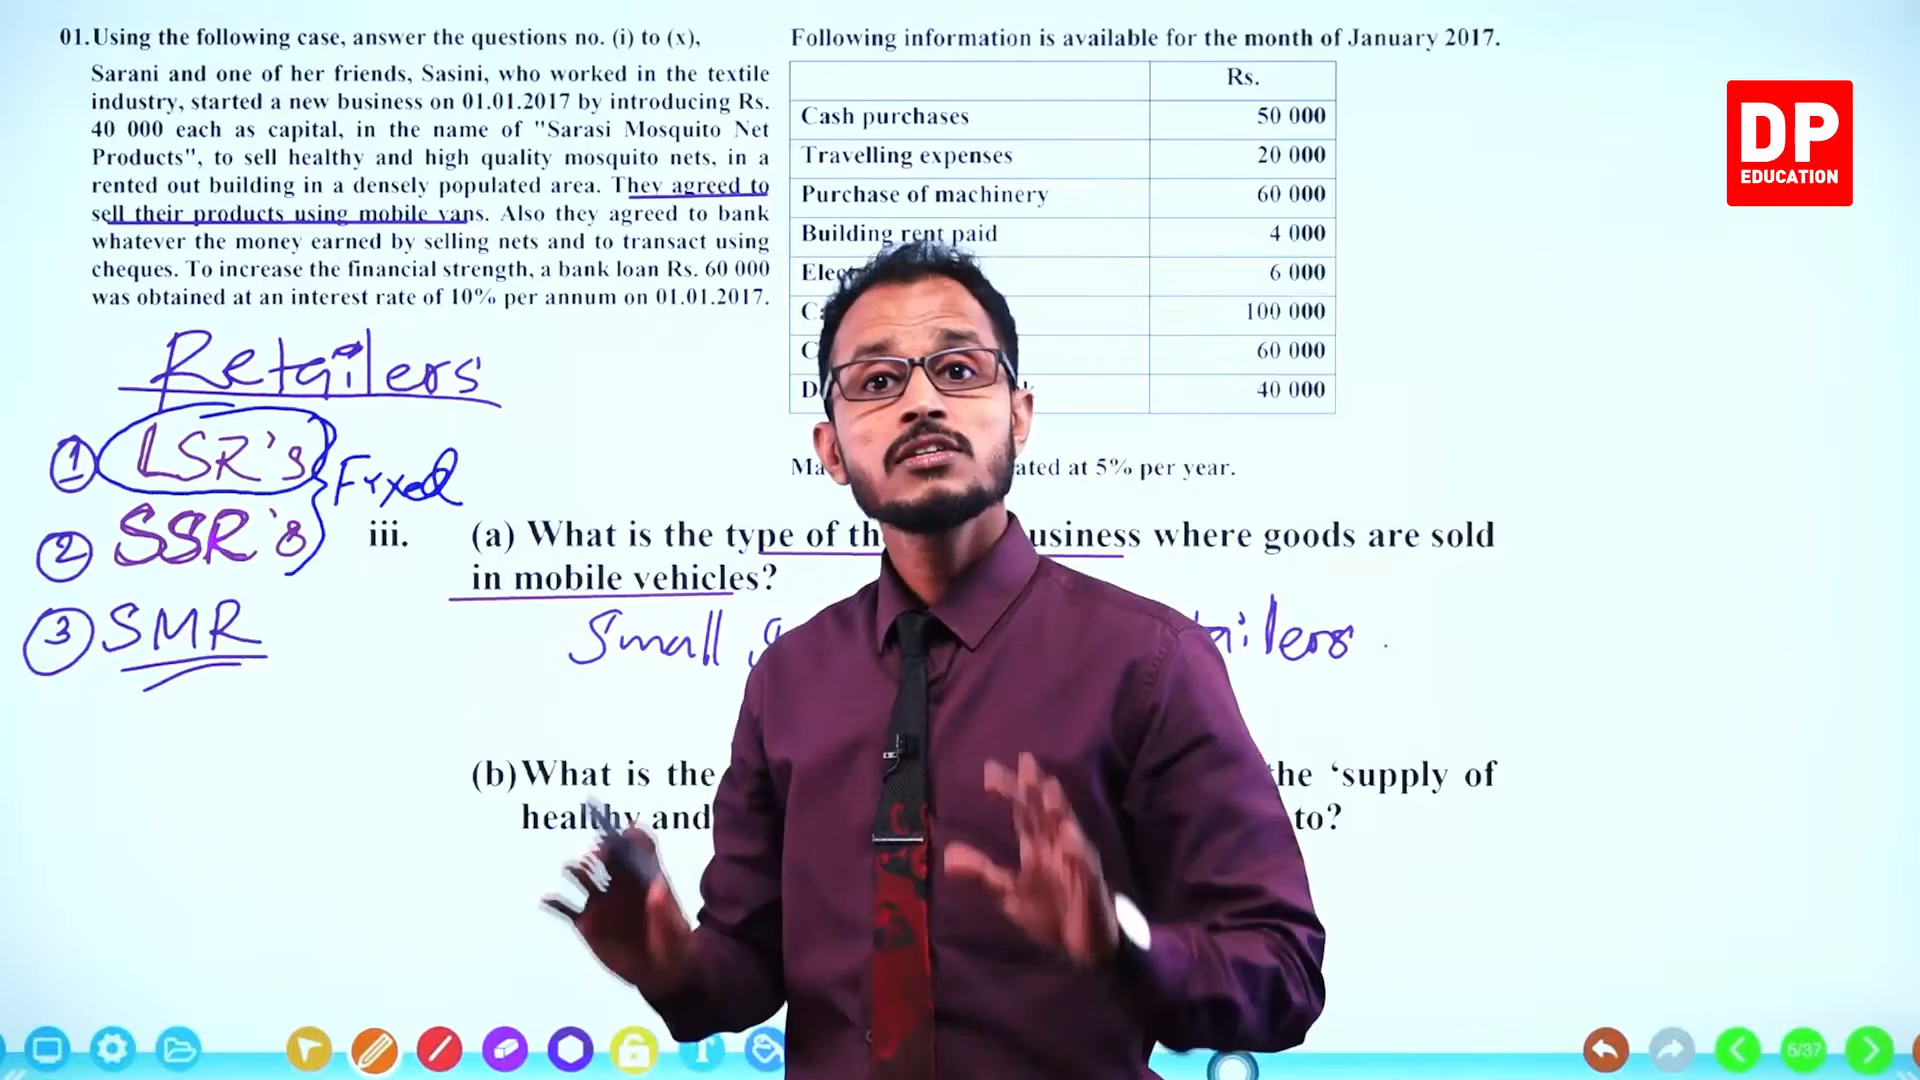 01. Using the following case, answer the questions no. (i) to (x),
Sarani and one of her friends, Sasini, who worked in the textile
industry, started a new business on 01.01.2017 by introducing Rs.
40 000 each as capital, in the name of "Sarasi Mosquito Net
Products", to sell healthy and high quality mosquito nets, in a
rented out building in a densely populated area. They agreed to
sell their products using mobile vans. Also they agreed to bank
whatever the money earned by selling nets and to transact using
cheques. To increase the financial strength, a bank loan Rs. 60 000
was obtained at an interest rate of 10% per annum on 01.01.2017.
Following information is available for the month of January 2017.
Rs.
Cash purchases 50 000
Travelling expenses 20 000
Purchase of machinery 60 000
Building rent paid 4 000
6 000
100 000
60 000
40 000
at 5% per year.
DP
EDUCATION
Retailers
1 LSR's
2 SSR's
Fixed
3 SMR
iii. (a) What is the type of business where goods are sold
in mobile vehicles?
Small
(b) What is the the ‘supply of
healthy and to?
5/37